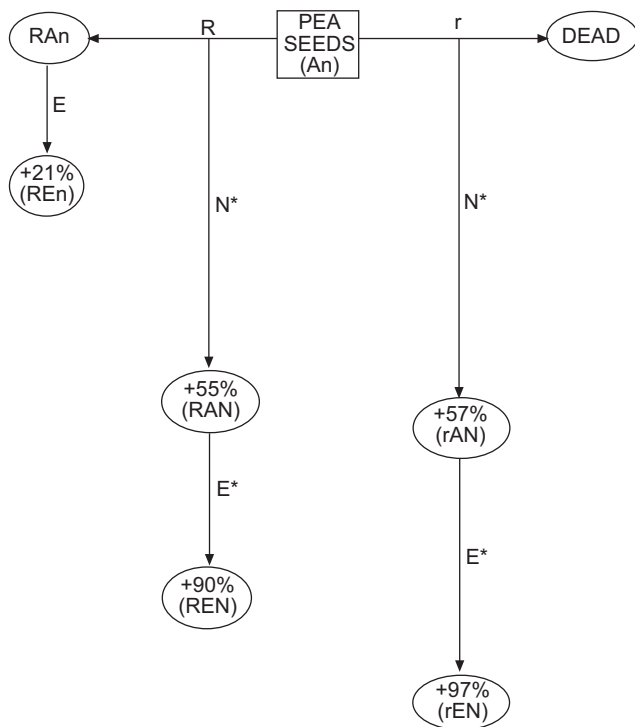 RAn
R
PEA
SEEDS
(An)
r
DEAD
E
+21%
(REn)
N*
N*
+55%
(RAN)
+57%
(rAN)
E*
E*
+90%
(REN)
+97%
(rEN)